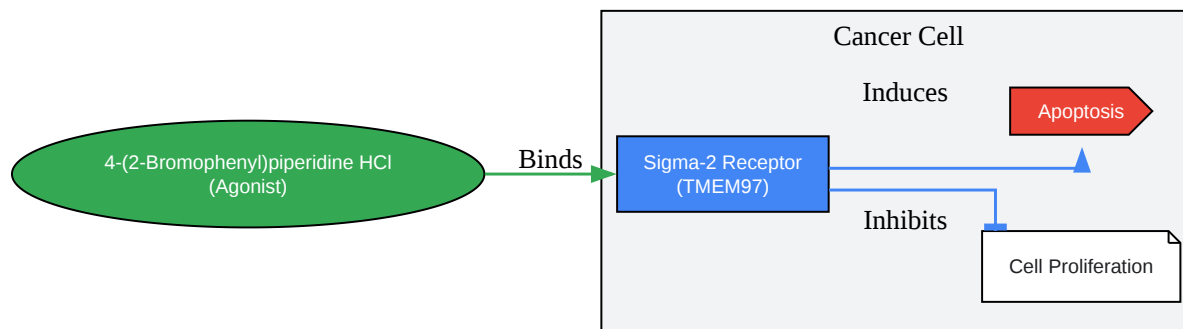 Cancer Cell
Induces
Apoptosis
4-(2-Bromophenyl)piperidine HCl
(Agonist)
Binds
Sigma-2 Receptor
(TMEM97)
Inhibits
Cell Proliferation